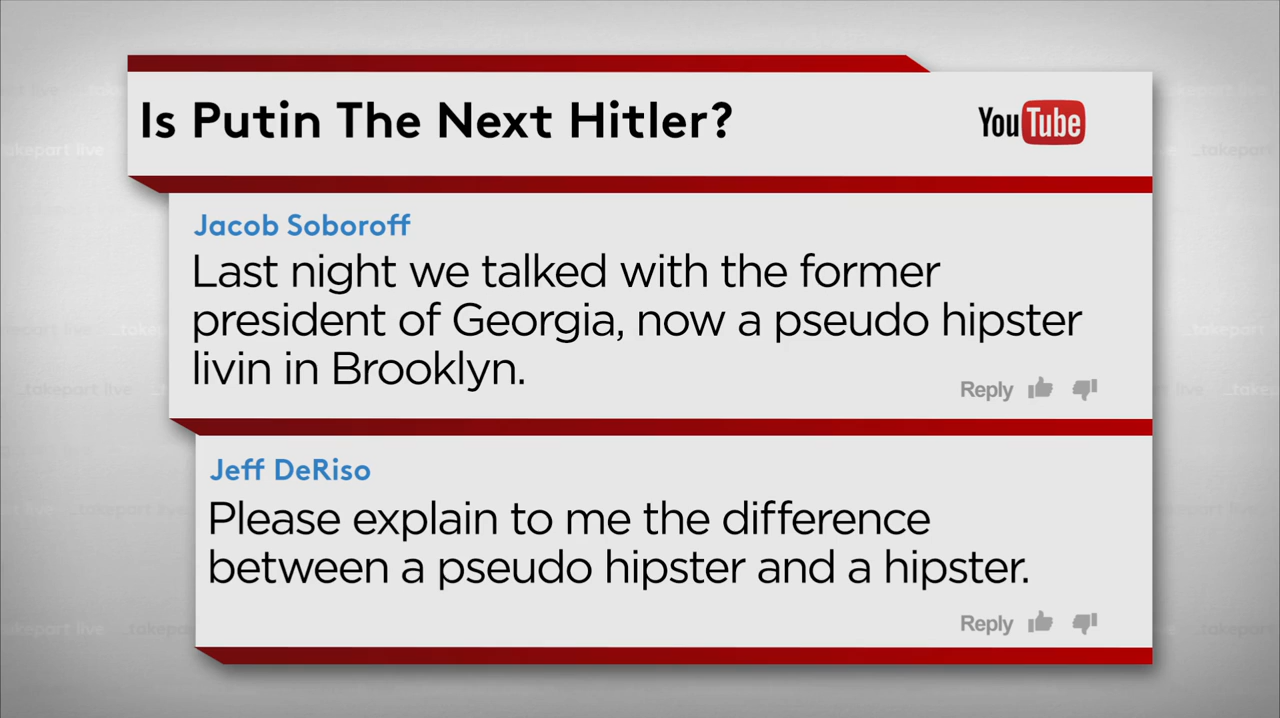 Is Putin The Next Hitler?
YouTube
Jacob Soboroff
Last night we talked with the former
president of Georgia, now a pseudo hipster
livin in Brooklyn.
Reply
Jeff DeRiso
Please explain to me the difference
between a pseudo hipster and a hipster.
Reply